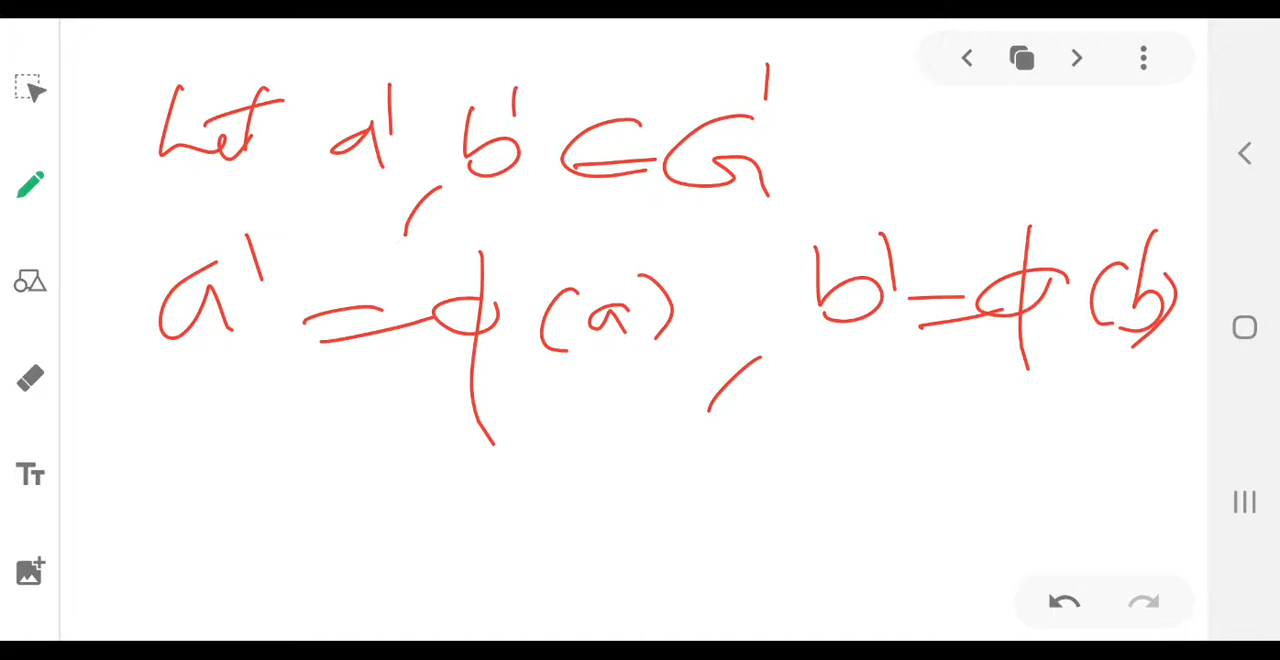 Let a', b' ∈ G'
a' = φ(a), b' = φ(b)